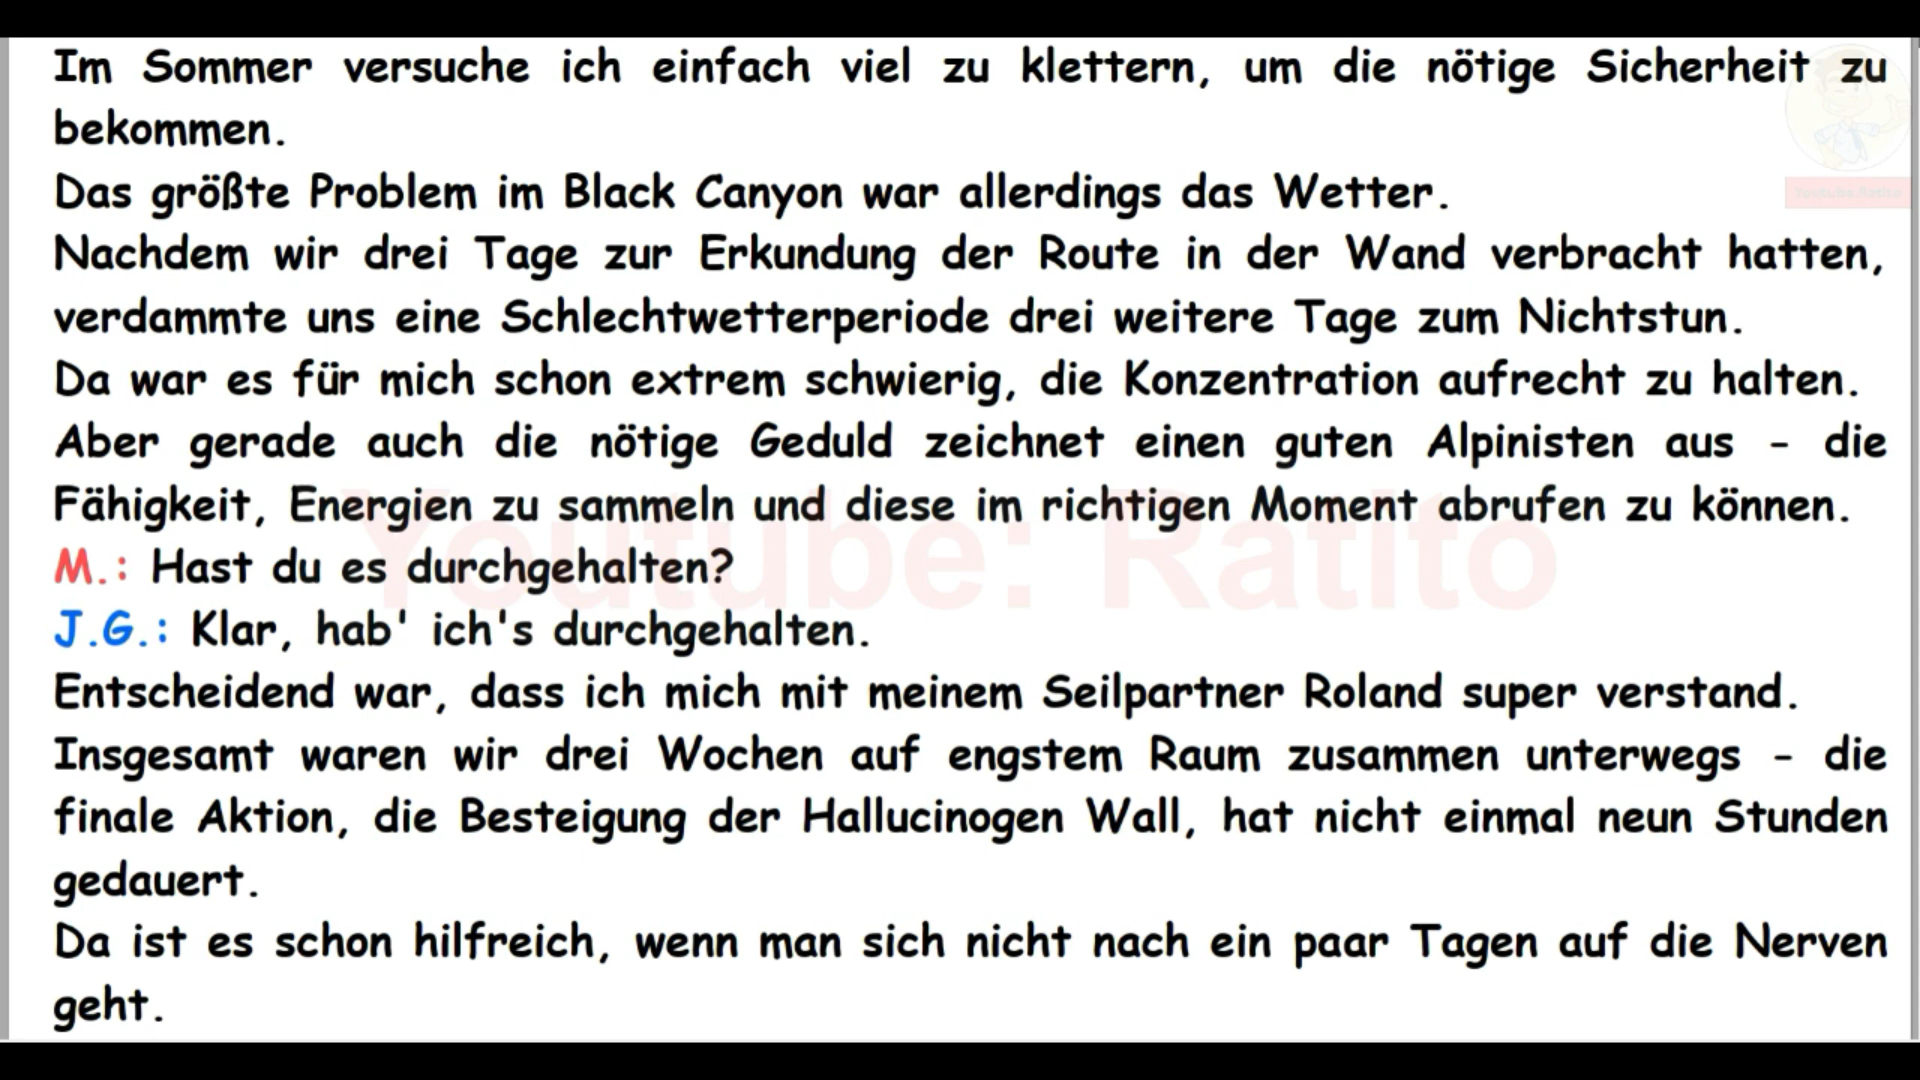 Im Sommer versuche ich einfach viel zu klettern, um die nötige Sicherheit zu
bekommen.
Das größte Problem im Black Canyon war allerdings das Wetter.
Nachdem wir drei Tage zur Erkundung der Route in der Wand verbracht hatten,
verdammte uns eine Schlechtwetterperiode drei weitere Tage zum Nichtstun.
Da war es für mich schon extrem schwierig, die Konzentration aufrecht zu halten.
Aber gerade auch die nötige Geduld zeichnet einen guten Alpinisten aus - die
Fähigkeit, Energien zu sammeln und diese im richtigen Moment abrufen zu können.
M.: Hast du es durchgehalten?
J.G.: Klar, hab' ich's durchgehalten.
Entscheidend war, dass ich mich mit meinem Seilpartner Roland super verstand.
Insgesamt waren wir drei Wochen auf engstem Raum zusammen unterwegs - die
finale Aktion, die Besteigung der Hallucinogen Wall, hat nicht einmal neun Stunden
gedauert.
Da ist es schon hilfreich, wenn man sich nicht nach ein paar Tagen auf die Nerven
geht.
Youtube: Ratito
Youtube:Ratito